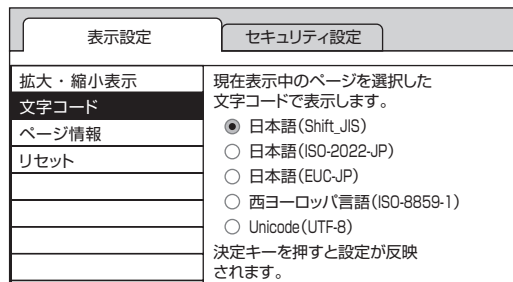 表示設定
セキュリティ設定
拡大・縮小表示
文字コード
ページ情報
リセット
現在表示中のページを選択した
文字コードで表示します。
日本語(Shift_JIS)
日本語(ISO-2022-JP)
日本語(EUC-JP)
西ヨーロッパ言語(ISO-8859-1)
Unicode(UTF-8)
決定キーを押すと設定が反映
されます。